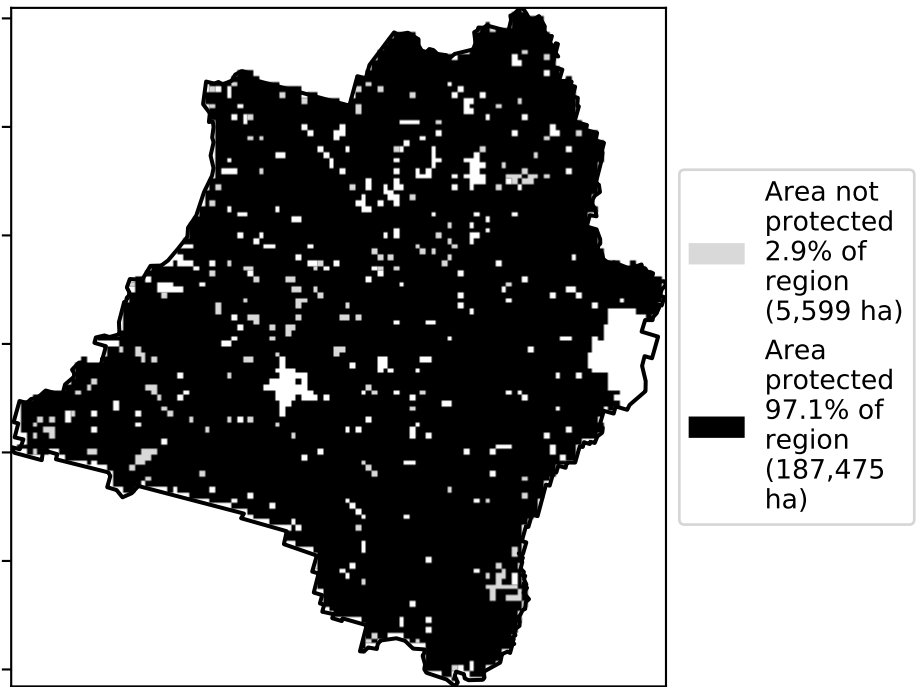 Area not
protected
2.9% of
region
(5,599 ha)
Area
protected
97.1% of
region
(187,475
ha)